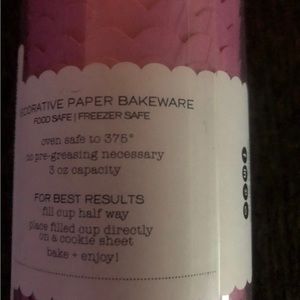 CORATIVE PAPER BAKEWARE
FOOD SAFE | FREEZER SAFE
oven safe to 375°
no pre-greasing necessary
3 oz capacity
FOR BEST RESULTS
fill cup half way
place filled cup directly
on a cookie sheet
bake + enjoy!